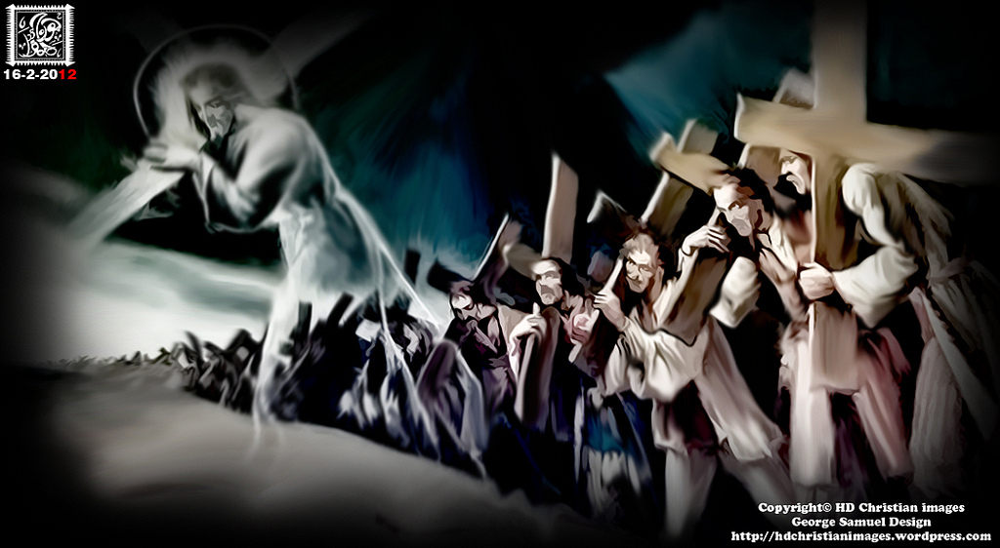 16-2-2012
Copyright© HD Christian images
George Samuel Design
http://hdchristianimages.wordpress.com